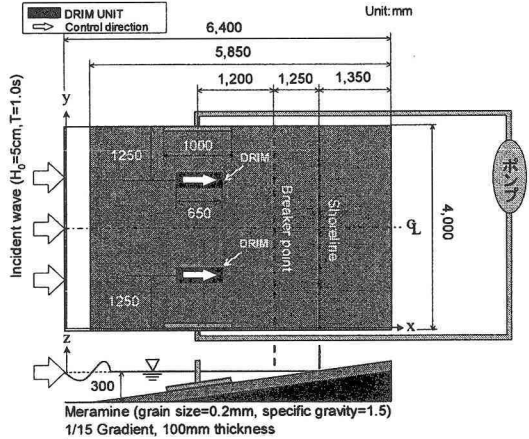 DRIM UNIT
Control direction
Unit:mm
6,400
5,850
1,200
1,250
1,350
y
Incident wave (H₀=5cm,T=1.0s)
1250
1000
DRIM
650
Breaker point
Shoreline
℄
4,000
ポンプ
DRIM
1250
x
z
300
Meramine (grain size=0.2mm, specific gravity=1.5)
1/15 Gradient, 100mm thickness